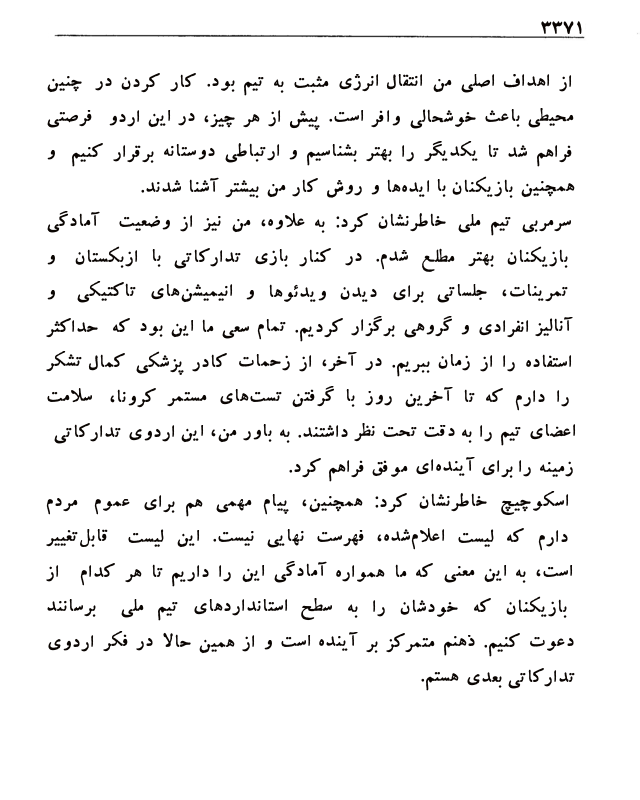 ۳۳۷۱
از اهداف اصلی من انتقال انرژی مثبت به تیم بود. کار کردن در چنین
محیطی باعث خوشحالی وافر است. پیش از هر چیز، در این اردو فرصتی
فراهم شد تا یکدیگر را بهتر بشناسیم و ارتباطی دوستانه برقرار کنیم و
همچنین بازیکنان با ایده‌ها و روش کار من بیشتر آشنا شدند.
سرمربی تیم ملی خاطرنشان کرد: به علاوه، من نیز از وضعیت آمادگی
بازیکنان بهتر مطلع شدم. در کنار بازی تدارکاتی با ازبکستان و
تمرینات، جلساتی برای دیدن ویدئوها و انیمیشن‌های تاکتیکی و
آنالیز انفرادی و گروهی برگزار کردیم. تمام سعی ما این بود که حداکثر
استفاده را از زمان ببریم. در آخر، از زحمات کادر پزشکی کمال تشکر
را دارم که تا آخرین روز با گرفتن تست‌های مستمر کرونا، سلامت
اعضای تیم را به دقت تحت نظر داشتند. به باور من، این اردوی تدارکاتی
زمینه را برای آینده‌ای موفق فراهم کرد.
اسکوچیچ خاطرنشان کرد: همچنین، پیام مهمی هم برای عموم مردم
دارم که لیست اعلام‌شده، فهرست نهایی نیست. این لیست قابل‌تغییر
است، به این معنی که ما همواره آمادگی این را داریم تا هر کدام از
بازیکنان که خودشان را به سطح استانداردهای تیم ملی برسانند
دعوت کنیم. ذهنم متمرکز بر آینده است و از همین حالا در فکر اردوی
تدارکاتی بعدی هستم.